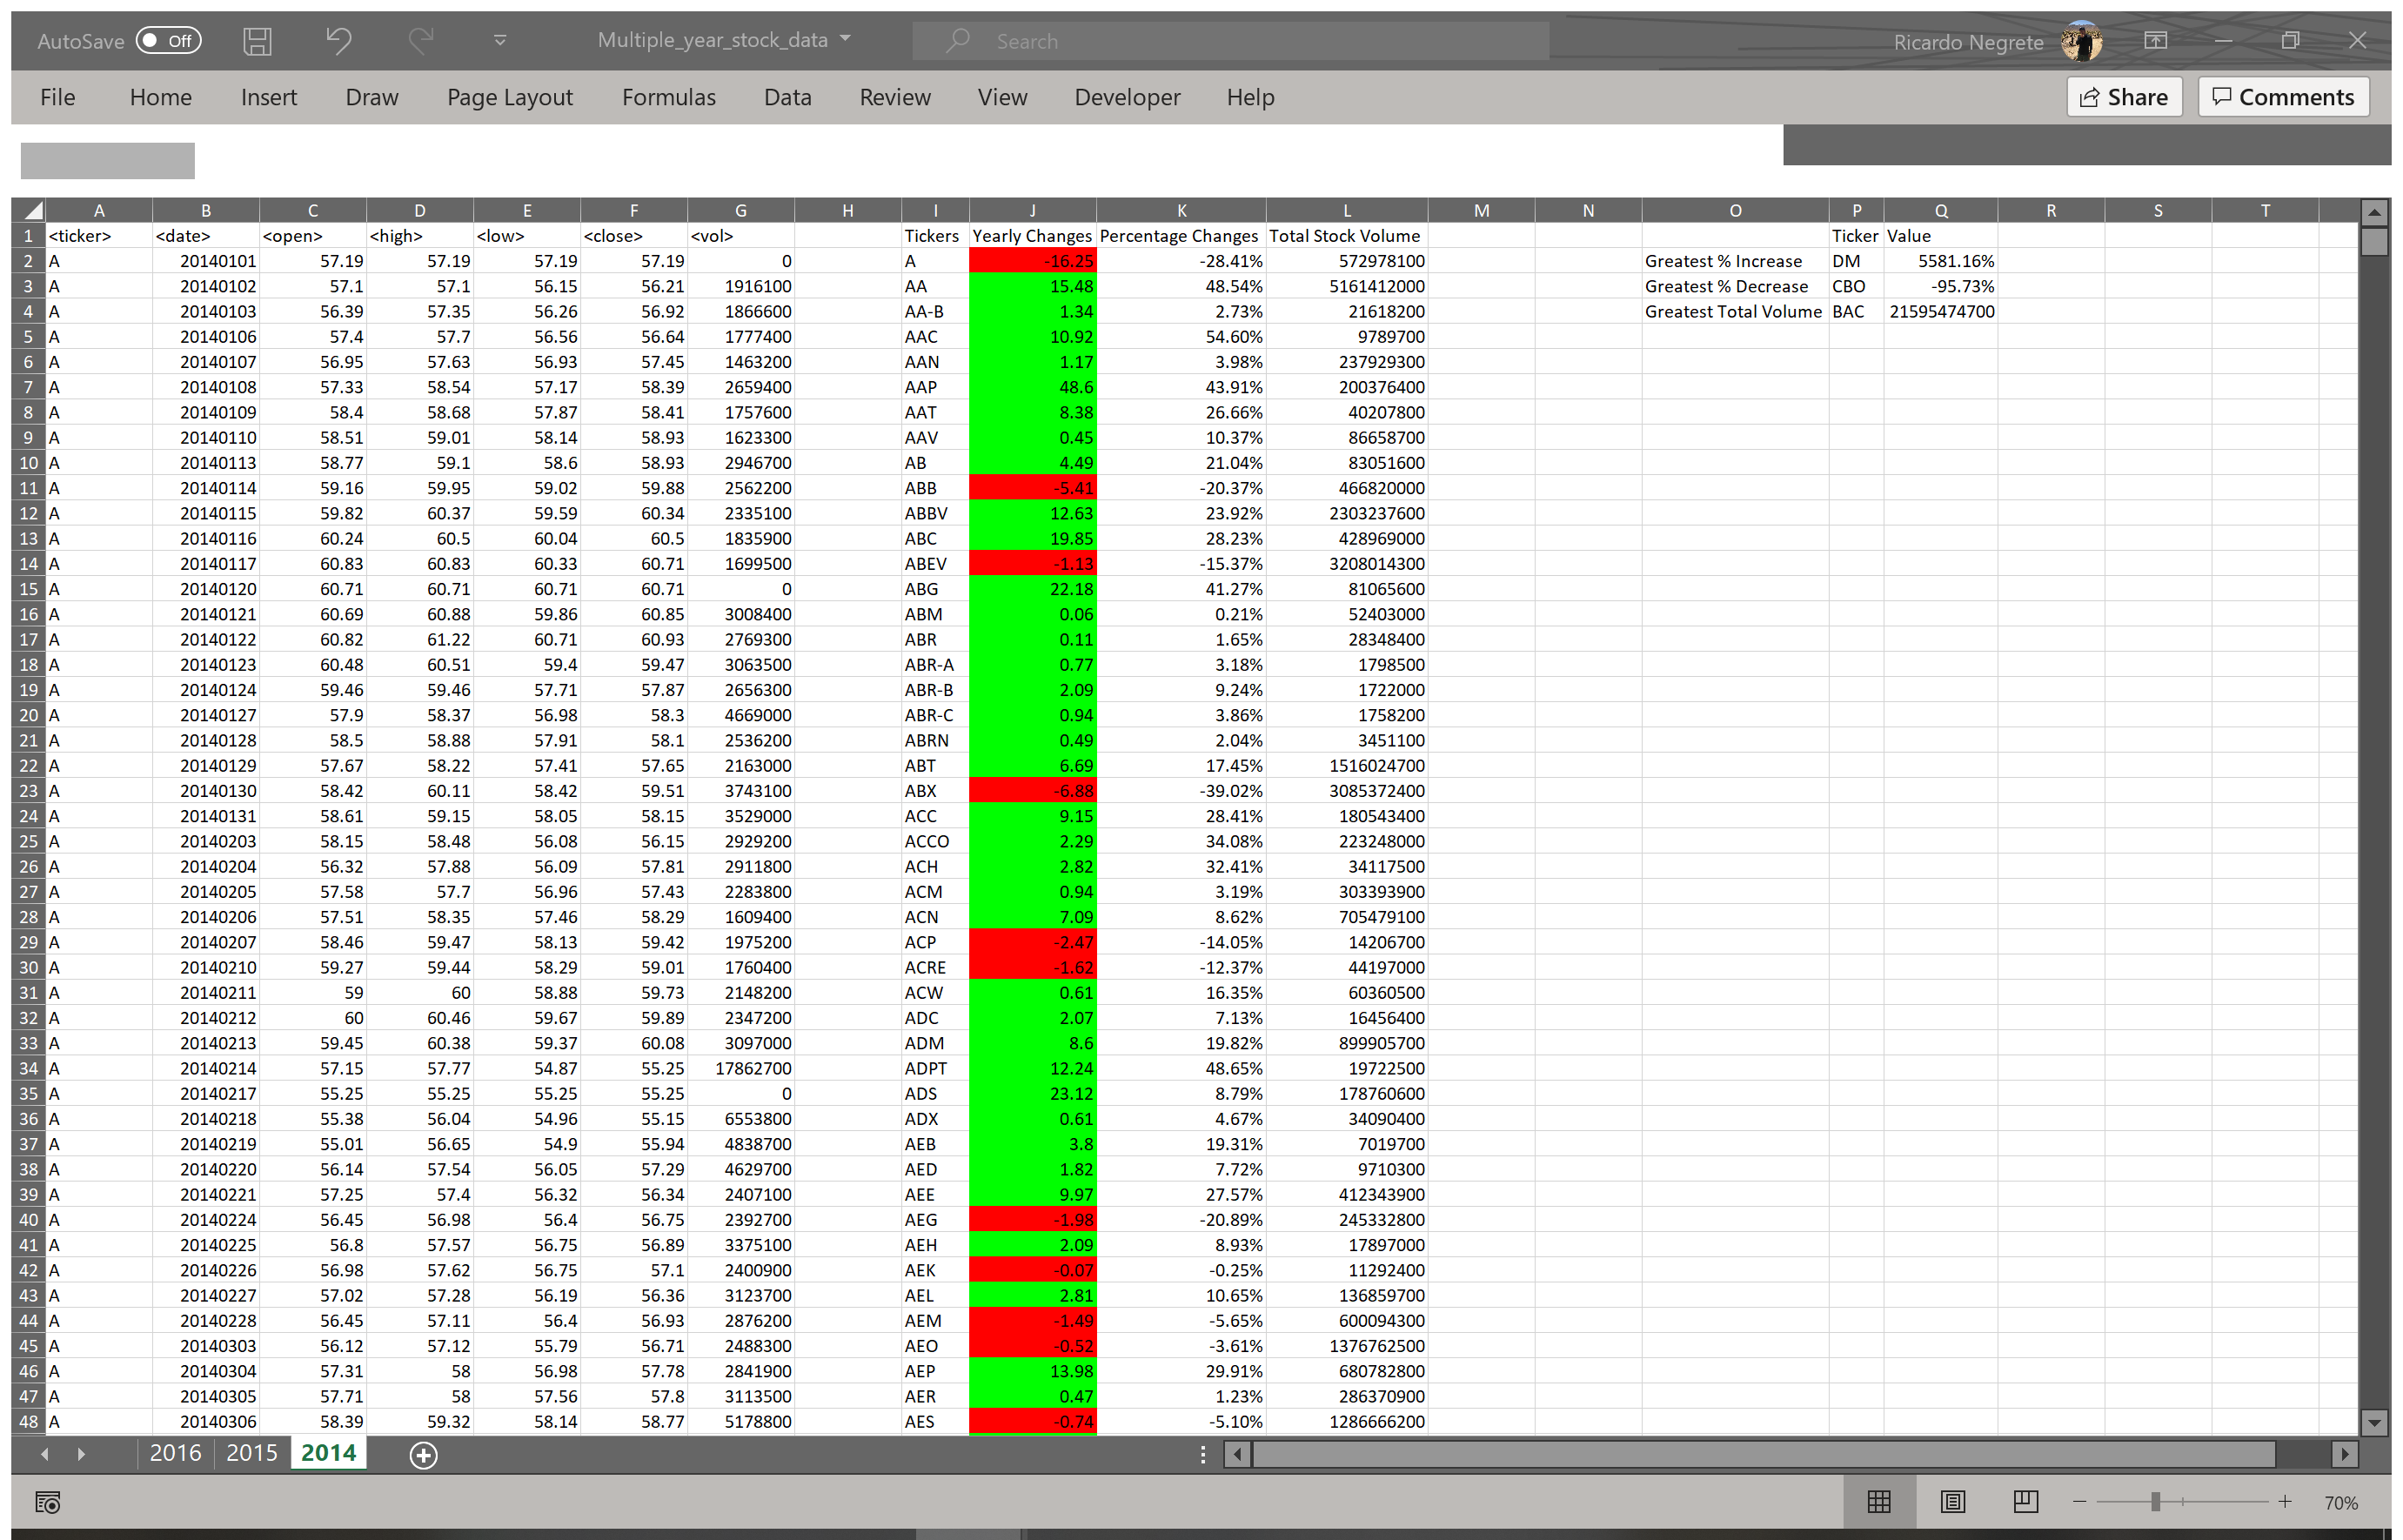 AutoSave Off Multiple_year_stock_data Search Ricardo Negrete
File Home Insert Draw Page Layout Formulas Data Review View Developer Help Share Comments
A B C D E F G H I J K L M N O P Q R S T
1 <ticker> <date> <open> <high> <low> <close> <vol> Tickers Yearly Changes Percentage Changes Total Stock Volume Ticker Value
2 A 20140101 57.19 57.19 57.19 57.19 0 A -16.25 -28.41% 572978100 Greatest % Increase DM 5581.16%
3 A 20140102 57.1 57.1 56.15 56.21 1916100 AA 15.48 48.54% 5161412000 Greatest % Decrease CBO -95.73%
4 A 20140103 56.39 57.35 56.26 56.92 1866600 AA-B 1.34 2.73% 21618200 Greatest Total Volume BAC 21595474700
5 A 20140106 57.4 57.7 56.56 56.64 1777400 AAC 10.92 54.60% 9789700
6 A 20140107 56.95 57.63 56.93 57.45 1463200 AAN 1.17 3.98% 237929300
7 A 20140108 57.33 58.54 57.17 58.39 2659400 AAP 48.6 43.91% 200376400
8 A 20140109 58.4 58.68 57.87 58.41 1757600 AAT 8.38 26.66% 40207800
9 A 20140110 58.51 59.01 58.14 58.93 1623300 AAV 0.45 10.37% 86658700
10 A 20140113 58.77 59.1 58.6 58.93 2946700 AB 4.49 21.04% 83051600
11 A 20140114 59.16 59.95 59.02 59.88 2562200 ABB -5.41 -20.37% 466820000
12 A 20140115 59.82 60.37 59.59 60.34 2335100 ABBV 12.63 23.92% 2303237600
13 A 20140116 60.24 60.5 60.04 60.5 1835900 ABC 19.85 28.23% 428969000
14 A 20140117 60.83 60.83 60.33 60.71 1699500 ABEV -1.13 -15.37% 3208014300
15 A 20140120 60.71 60.71 60.71 60.71 0 ABG 22.18 41.27% 81065600
16 A 20140121 60.69 60.88 59.86 60.85 3008400 ABM 0.06 0.21% 52403000
17 A 20140122 60.82 61.22 60.71 60.93 2769300 ABR 0.11 1.65% 28348400
18 A 20140123 60.48 60.51 59.4 59.47 3063500 ABR-A 0.77 3.18% 1798500
19 A 20140124 59.46 59.46 57.71 57.87 2656300 ABR-B 2.09 9.24% 1722000
20 A 20140127 57.9 58.37 56.98 58.3 4669000 ABR-C 0.94 3.86% 1758200
21 A 20140128 58.5 58.88 57.91 58.1 2536200 ABRN 0.49 2.04% 3451100
22 A 20140129 57.67 58.22 57.41 57.65 2163000 ABT 6.69 17.45% 1516024700
23 A 20140130 58.42 60.11 58.42 59.51 3743100 ABX -6.88 -39.02% 3085372400
24 A 20140131 58.61 59.15 58.05 58.15 3529000 ACC 9.15 28.41% 180543400
25 A 20140203 58.15 58.48 56.08 56.15 2929200 ACCO 2.29 34.08% 223248000
26 A 20140204 56.32 57.88 56.09 57.81 2911800 ACH 2.82 32.41% 34117500
27 A 20140205 57.58 57.7 56.96 57.43 2283800 ACM 0.94 3.19% 303393900
28 A 20140206 57.51 58.35 57.46 58.29 1609400 ACN 7.09 8.62% 705479100
29 A 20140207 58.46 59.47 58.13 59.42 1975200 ACP -2.47 -14.05% 14206700
30 A 20140210 59.27 59.44 58.29 59.01 1760400 ACRE -1.62 -12.37% 44197000
31 A 20140211 59 60 58.88 59.73 2148200 ACW 0.61 16.35% 60360500
32 A 20140212 60 60.46 59.67 59.89 2347200 ADC 2.07 7.13% 16456400
33 A 20140213 59.45 60.38 59.37 60.08 3097000 ADM 8.6 19.82% 899905700
34 A 20140214 57.15 57.77 54.87 55.25 17862700 ADPT 12.24 48.65% 19722500
35 A 20140217 55.25 55.25 55.25 55.25 0 ADS 23.12 8.79% 178760600
36 A 20140218 55.38 56.04 54.96 55.15 6553800 ADX 0.61 4.67% 34090400
37 A 20140219 55.01 56.65 54.9 55.94 4838700 AEB 3.8 19.31% 7019700
38 A 20140220 56.14 57.54 56.05 57.29 4629700 AED 1.82 7.72% 9710300
39 A 20140221 57.25 57.4 56.32 56.34 2407100 AEE 9.97 27.57% 412343900
40 A 20140224 56.45 56.98 56.4 56.75 2392700 AEG -1.98 -20.89% 245332800
41 A 20140225 56.8 57.57 56.75 56.89 3375100 AEH 2.09 8.93% 17897000
42 A 20140226 56.98 57.62 56.75 57.1 2400900 AEK -0.07 -0.25% 11292400
43 A 20140227 57.02 57.28 56.19 56.36 3123700 AEL 2.81 10.65% 136859700
44 A 20140228 56.45 57.11 56.4 56.93 2876200 AEM -1.49 -5.65% 600094300
45 A 20140303 56.12 57.12 55.79 56.71 2488300 AEO -0.52 -3.61% 1376762500
46 A 20140304 57.31 58 56.98 57.78 2841900 AEP 13.98 29.91% 680782800
47 A 20140305 57.71 58 57.56 57.8 3113500 AER 0.47 1.23% 286370900
48 A 20140306 58.39 59.32 58.14 58.77 5178800 AES -0.74 -5.10% 1286666200
2016 2015 2014
70%